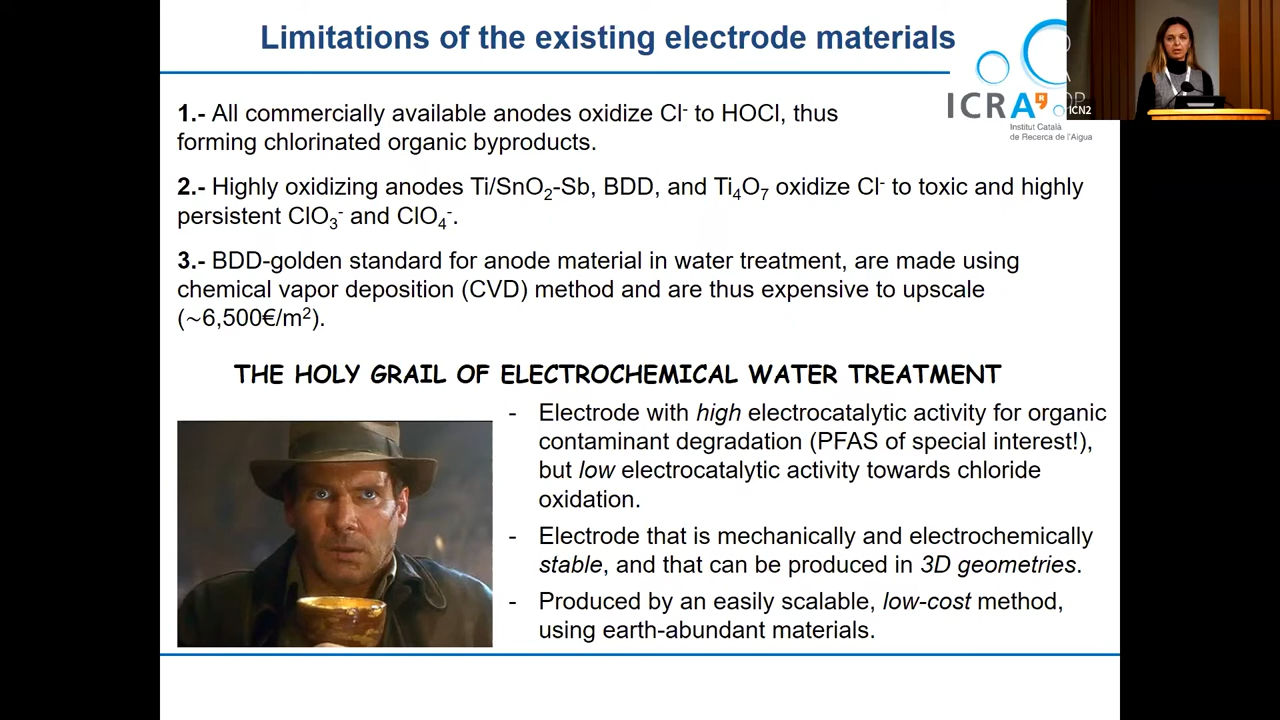 Limitations of the existing electrode materials
ICRA
Institut Català
de Recerca de l'Aigua
ICN2
1.- All commercially available anodes oxidize Cl⁻ to HOCl, thus
forming chlorinated organic byproducts.
2.- Highly oxidizing anodes Ti/SnO₂-Sb, BDD, and Ti₄O₇ oxidize Cl⁻ to toxic and highly
persistent ClO₃⁻ and ClO₄⁻.
3.- BDD-golden standard for anode material in water treatment, are made using
chemical vapor deposition (CVD) method and are thus expensive to upscale
(~6,500€/m²).
THE HOLY GRAIL OF ELECTROCHEMICAL WATER TREATMENT
- Electrode with high electrocatalytic activity for organic
contaminant degradation (PFAS of special interest!),
but low electrocatalytic activity towards chloride
oxidation.
- Electrode that is mechanically and electrochemically
stable, and that can be produced in 3D geometries.
- Produced by an easily scalable, low-cost method,
using earth-abundant materials.